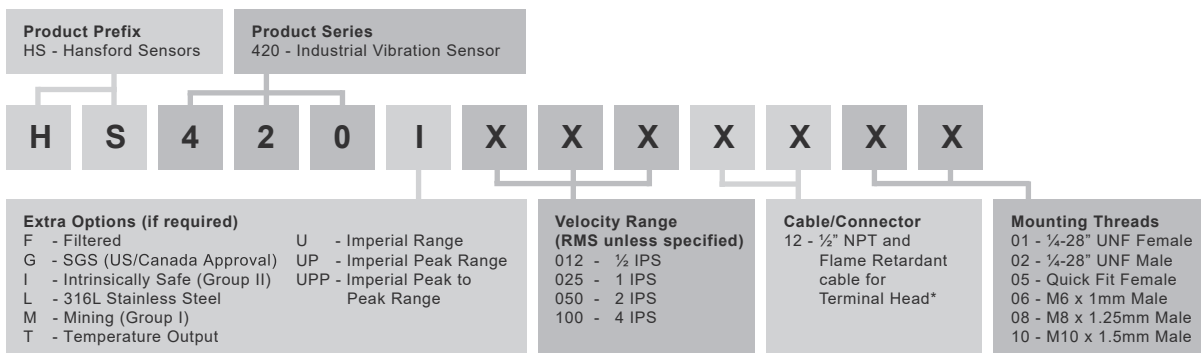 Product Prefix
HS - Hansford Sensors
Product Series
420 - Industrial Vibration Sensor
H S 4 2 0 I X X X X X X X
Extra Options (if required)
F - Filtered
G - SGS (US/Canada Approval)
I - Intrinsically Safe (Group II)
L - 316L Stainless Steel
M - Mining (Group I)
T - Temperature Output
U - Imperial Range
UP - Imperial Peak Range
UPP - Imperial Peak to
Peak Range
Velocity Range
(RMS unless specified)
012 - ½ IPS
025 - 1 IPS
050 - 2 IPS
100 - 4 IPS
Cable/Connector
12 - ½” NPT and
Flame Retardant
cable for
Terminal Head*
Mounting Threads
01 - ¼-28” UNF Female
02 - ¼-28” UNF Male
05 - Quick Fit Female
06 - M6 x 1mm Male
08 - M8 x 1.25mm Male
10 - M10 x 1.5mm Male